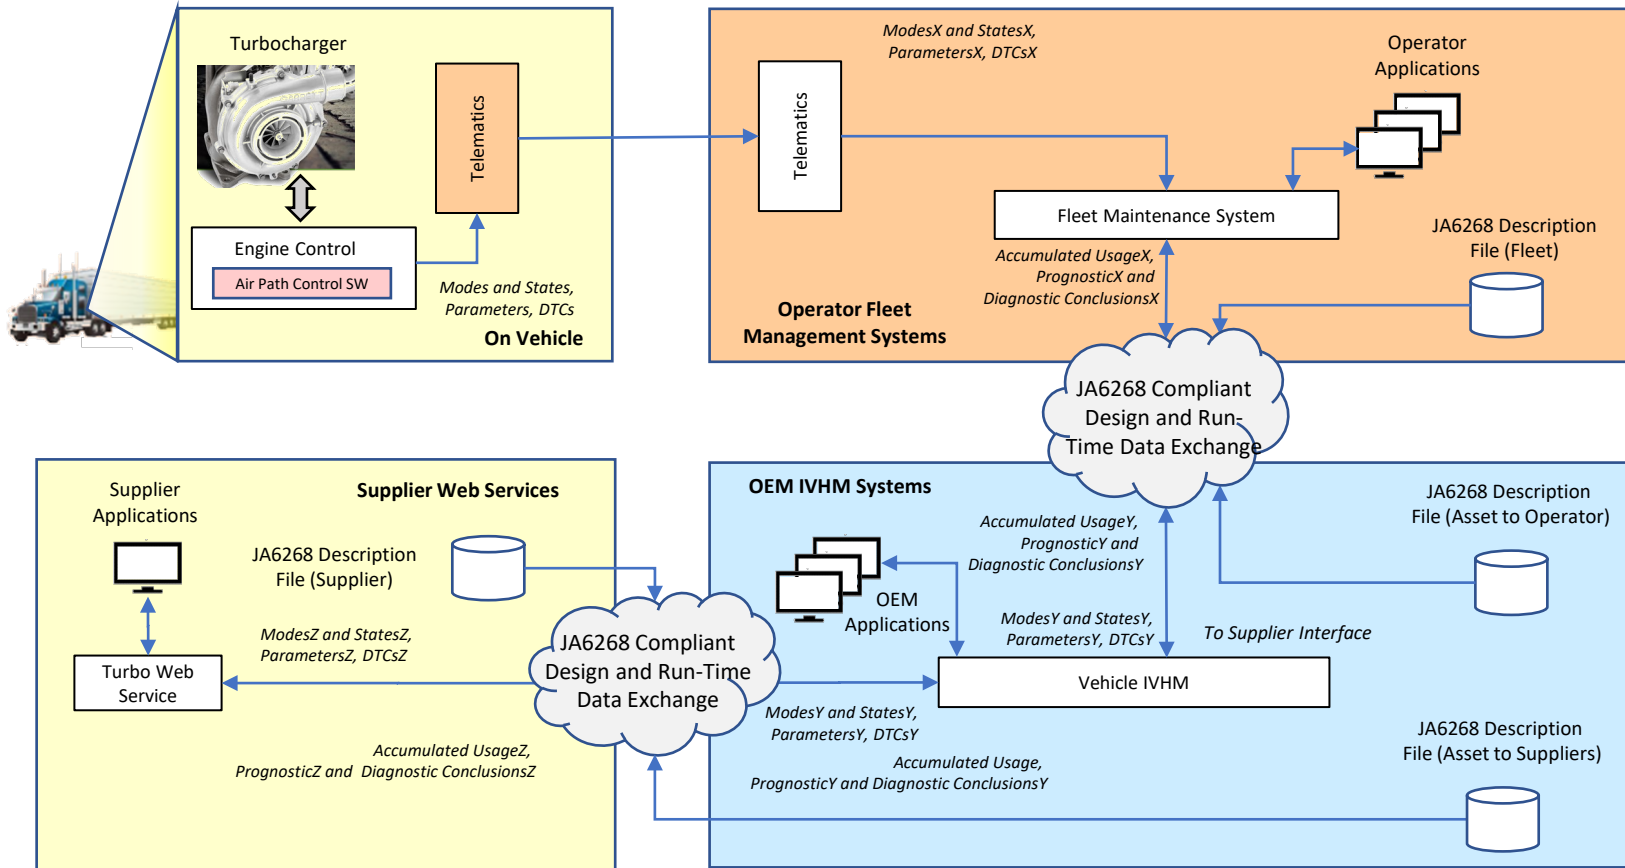 Turbocharger
Telematics
Engine Control
Air Path Control SW
Modes and States,
Parameters, DTCs
On Vehicle
ModesX and StatesX,
ParametersX, DTCsX
Telematics
Operator
Applications
Fleet Maintenance System
JA6268 Description
File (Fleet)
Accumulated UsageX,
PrognosticX and
Diagnostic ConclusionsX
Operator Fleet
Management Systems
JA6268 Compliant
Design and Run-
Time Data Exchange
Supplier Web Services
Supplier
Applications
JA6268 Description
File (Supplier)
ModesZ and StatesZ,
ParametersZ, DTCsZ
Turbo Web
Service
Accumulated UsageZ,
PrognosticZ and Diagnostic ConclusionsZ
JA6268 Compliant
Design and Run-Time
Data Exchange
OEM IVHM Systems
Accumulated UsageY,
PrognosticY and
Diagnostic ConclusionsY
JA6268 Description
File (Asset to Operator)
OEM
Applications
ModesY and StatesY,
ParametersY, DTCsY
To Supplier Interface
Vehicle IVHM
ModesY and StatesY,
ParametersY, DTCsY
Accumulated Usage,
PrognosticY and Diagnostic ConclusionsY
JA6268 Description
File (Asset to Suppliers)